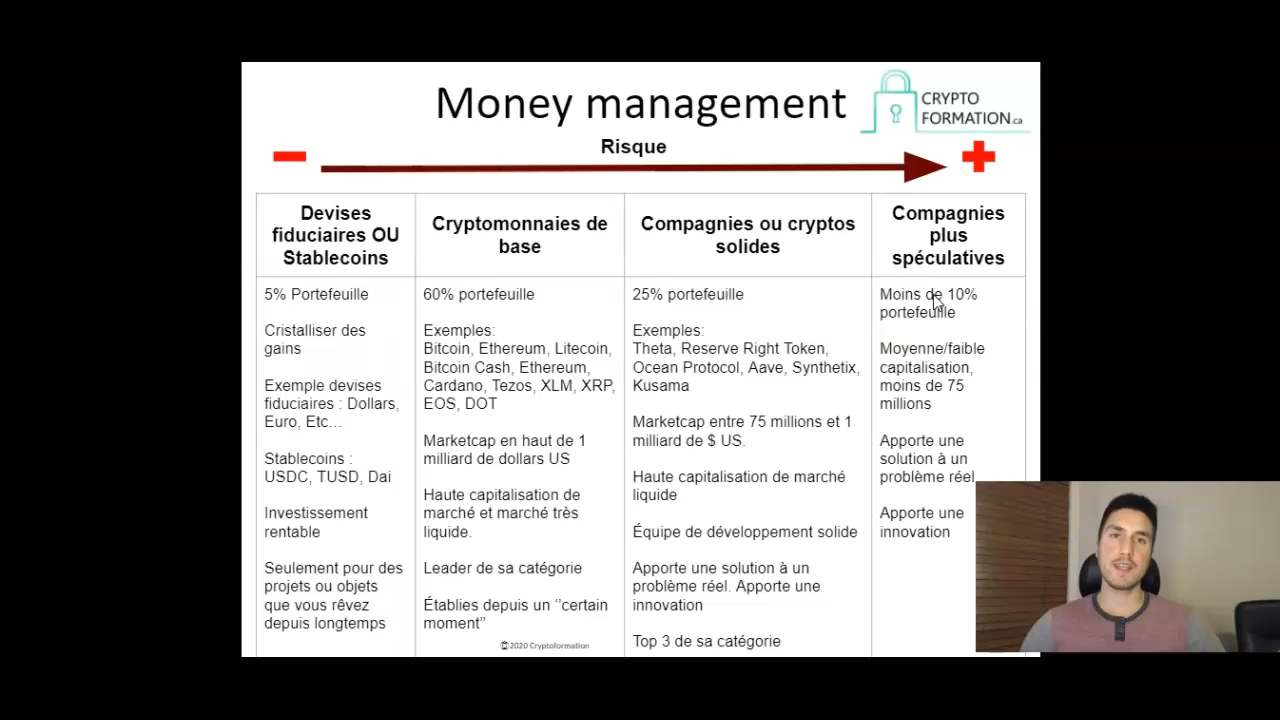 Money management
CRYPTO
FORMATION.ca
Risque
Devises
fiduciaires OU
Stablecoins
Cryptomonnaies de
base
Compagnies ou cryptos
solides
Compagnies
plus
spéculatives
5% Portefeuille
Cristalliser des
gains
Exemple devises
fiduciaires : Dollars,
Euro, Etc...
Stablecoins :
USDC, TUSD, Dai
Investissement
rentable
Seulement pour des
projets ou objets
que vous rêvez
depuis longtemps
60% portefeuille
Exemples:
Bitcoin, Ethereum, Litecoin,
Bitcoin Cash, Ethereum,
Cardano, Tezos, XLM, XRP,
EOS, DOT
Marketcap en haut de 1
milliard de dollars US
Haute capitalisation de
marché et marché très
liquide.
Leader de sa catégorie
Établies depuis un ‘’certain
moment’’
©2020 Cryptoformation
25% portefeuille
Exemples:
Theta, Reserve Right Token,
Ocean Protocol, Aave, Synthetix,
Kusama
Marketcap entre 75 millions et 1
milliard de $ US.
Haute capitalisation de marché
liquide
Équipe de développement solide
Apporte une solution à un
problème réel. Apporte une
innovation
Top 3 de sa catégorie
Moins de 10%
portefeuille
Moyenne/faible
capitalisation,
moins de 75
millions
Apporte une
solution à un
problème réel
Apporte une
innovation